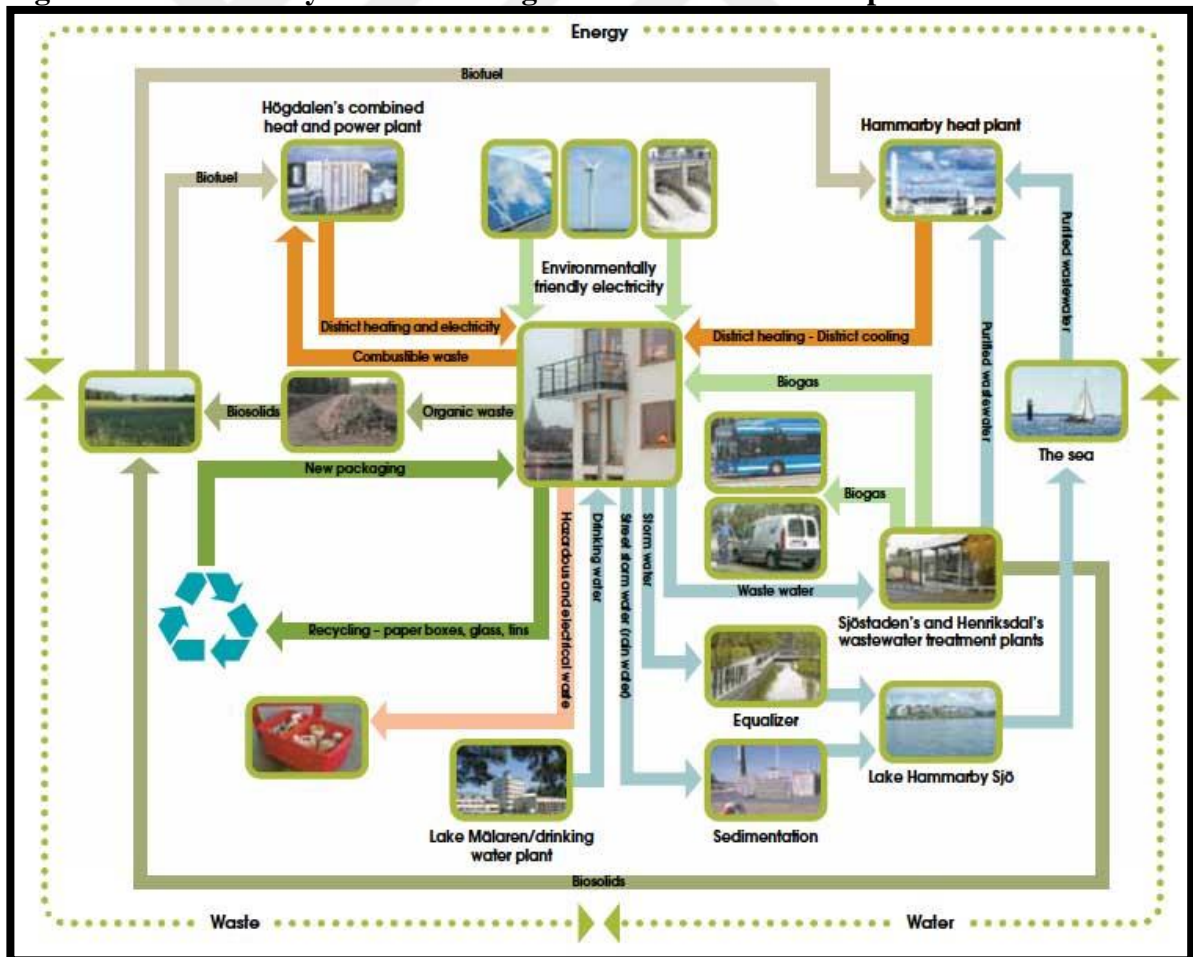 Energy
Biofuel
Högdalen's combined
heat and power plant
Hammarby heat plant
Biofuel
Purified wastewater
Purified wastewater
Environmentally
friendly electricity
District heating and electricity
District heating - District cooling
Combustible waste
Biogas
Biosolids
Organic waste
The sea
New packaging
Biogas
Hazardous and electrical waste
Drinking water
Street storm water (rain water)
Storm water
Waste water
Sjöstaden's and Henriksdal's
wastewater treatment plants
Recycling – paper boxes, glass, tins
Equalizer
Lake Hammarby Sjö
Lake Mälaren/drinking
water plant
Sedimentation
Biosolids
Waste
Water